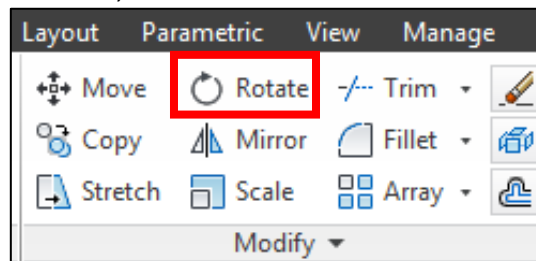 Layout Parametric View Manage
Move Rotate Trim
Copy Mirror Fillet
Stretch Scale Array
Modify